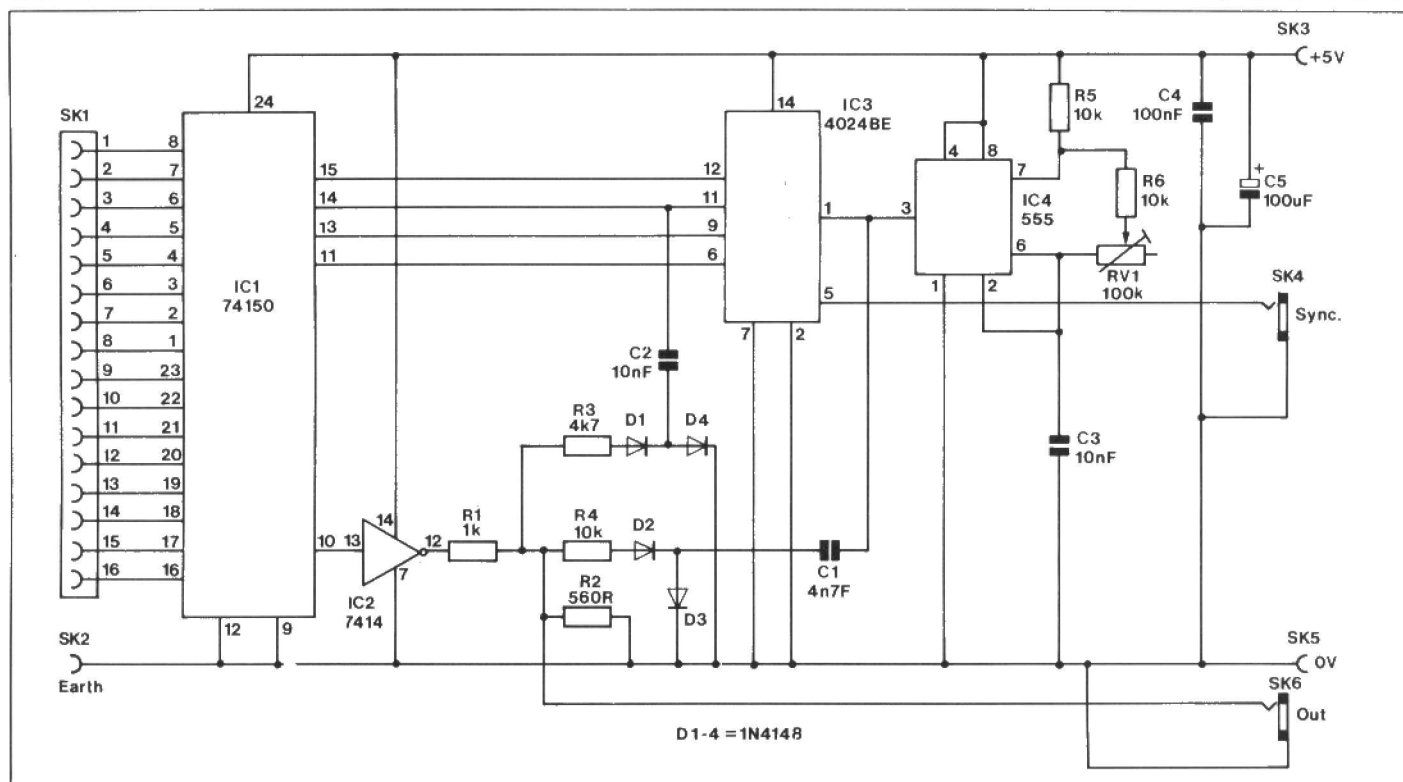 SK3
+5V
24
14
IC3
4024BE
R5
10k
C4
100nF
SK1
1 8
2 7
3 6
4 5
5 4
6 3
7 2
8 1
9 23
10 22
11 21
12 20
13 19
14 18
15 17
16 16
IC1
74150
15 12
14 11
13 9
11 6
1 3
5
7 2
4 8
7
IC4
555
6
1 2
R6
10k
RV1
100k
+
C5
100uF
SK4
Sync.
C2
10nF
R3
4k7
D1
D4
C3
10nF
10 13
14
12
7
IC2
7414
R1
1k
R4
10k
D2
R2
560R
D3
C1
4n7F
12 9
SK2
Earth
SK5
0V
SK6
Out
D1-4 = 1N4148